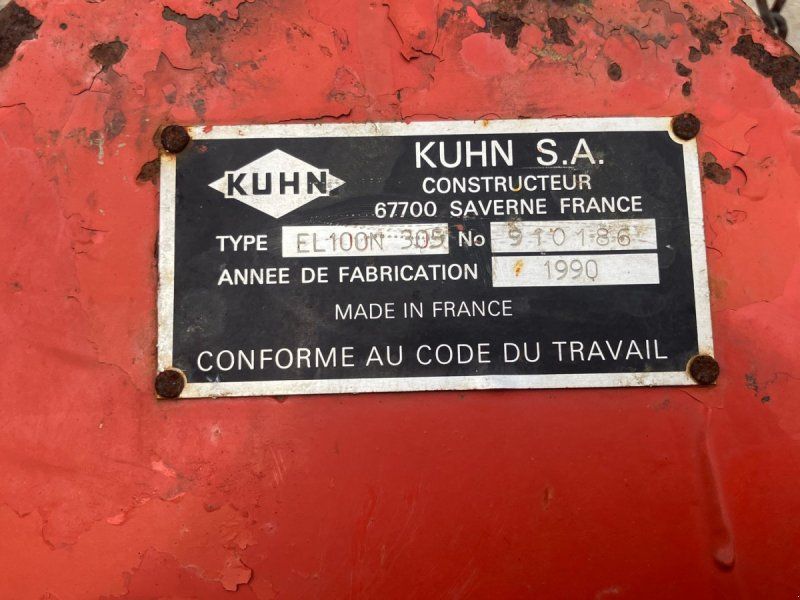 KUHN
KUHN S.A.
CONSTRUCTEUR
67700 SAVERNE FRANCE
TYPE EL100N 305 No 910186
ANNEE DE FABRICATION 1990
MADE IN FRANCE
CONFORME AU CODE DU TRAVAIL